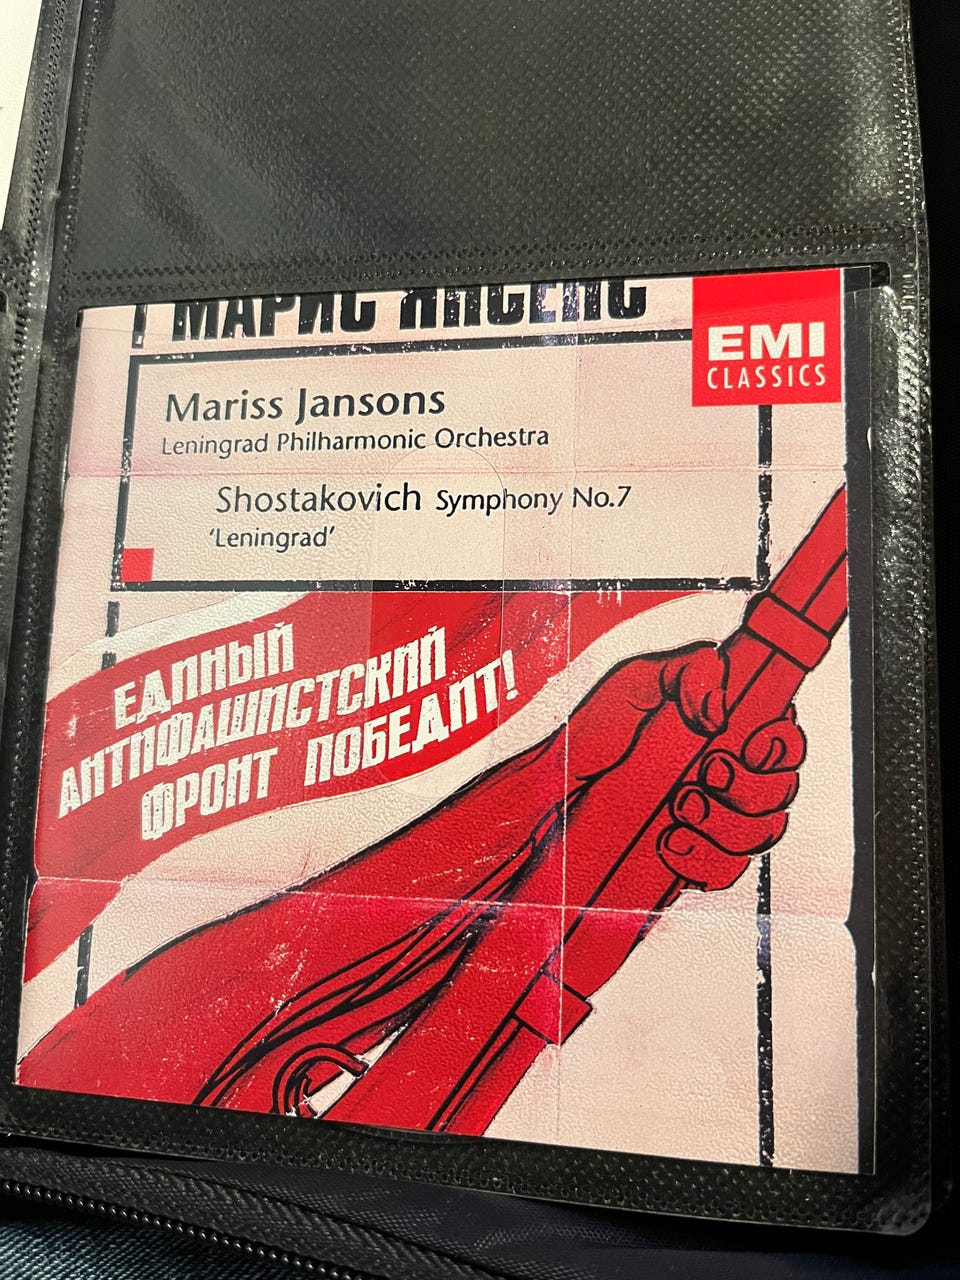 МАРИС ЯНСЕНС
EMI
CLASSICS
Mariss Jansons
Leningrad Philharmonic Orchestra
Shostakovich Symphony No.7
‘Leningrad’
ЕДИНЫЙ
АНТИФАШИСТСКИЙ
ФРОНТ ПОБЕДИТ!